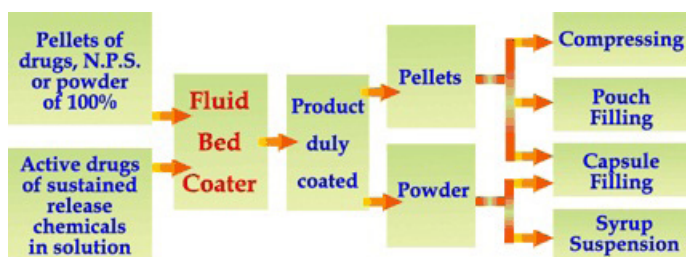 Pellets of
drugs, N.P.S.
or powder
of 100%
Active drugs
of sustained
release
chemicals
in solution
Fluid
Bed
Coater
Product
duly
coated
Pellets
Powder
Compressing
Pouch
Filling
Capsule
Filling
Syrup
Suspension